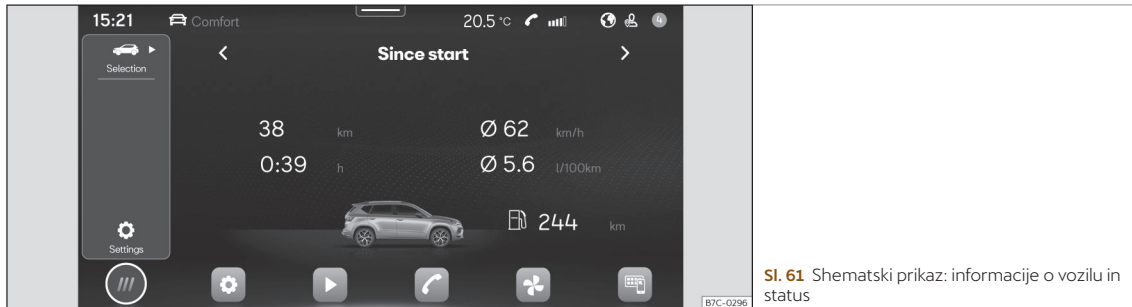 15:21 Comfort 20.5 °C 4
Selection
Since start
38 km Ø 62 km/h
0:39 h Ø 5.6 l/100km
244 km
Settings
B7C-0296
Sl. 61 Shematski prikaz: informacije o vozilu in
status